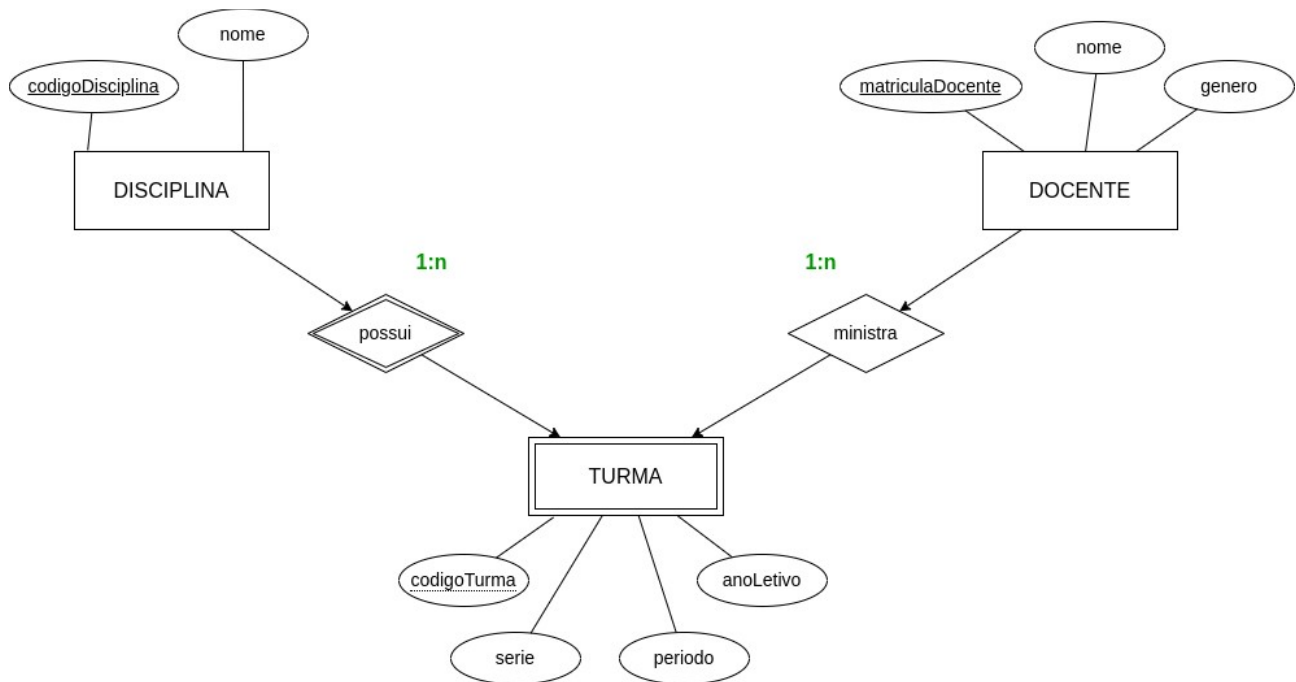 nome
codigoDisciplina
DISCIPLINA
nome
matriculaDocente
genero
DOCENTE
1:n
1:n
possui
ministra
TURMA
codigoTurma
anoLetivo
serie
periodo